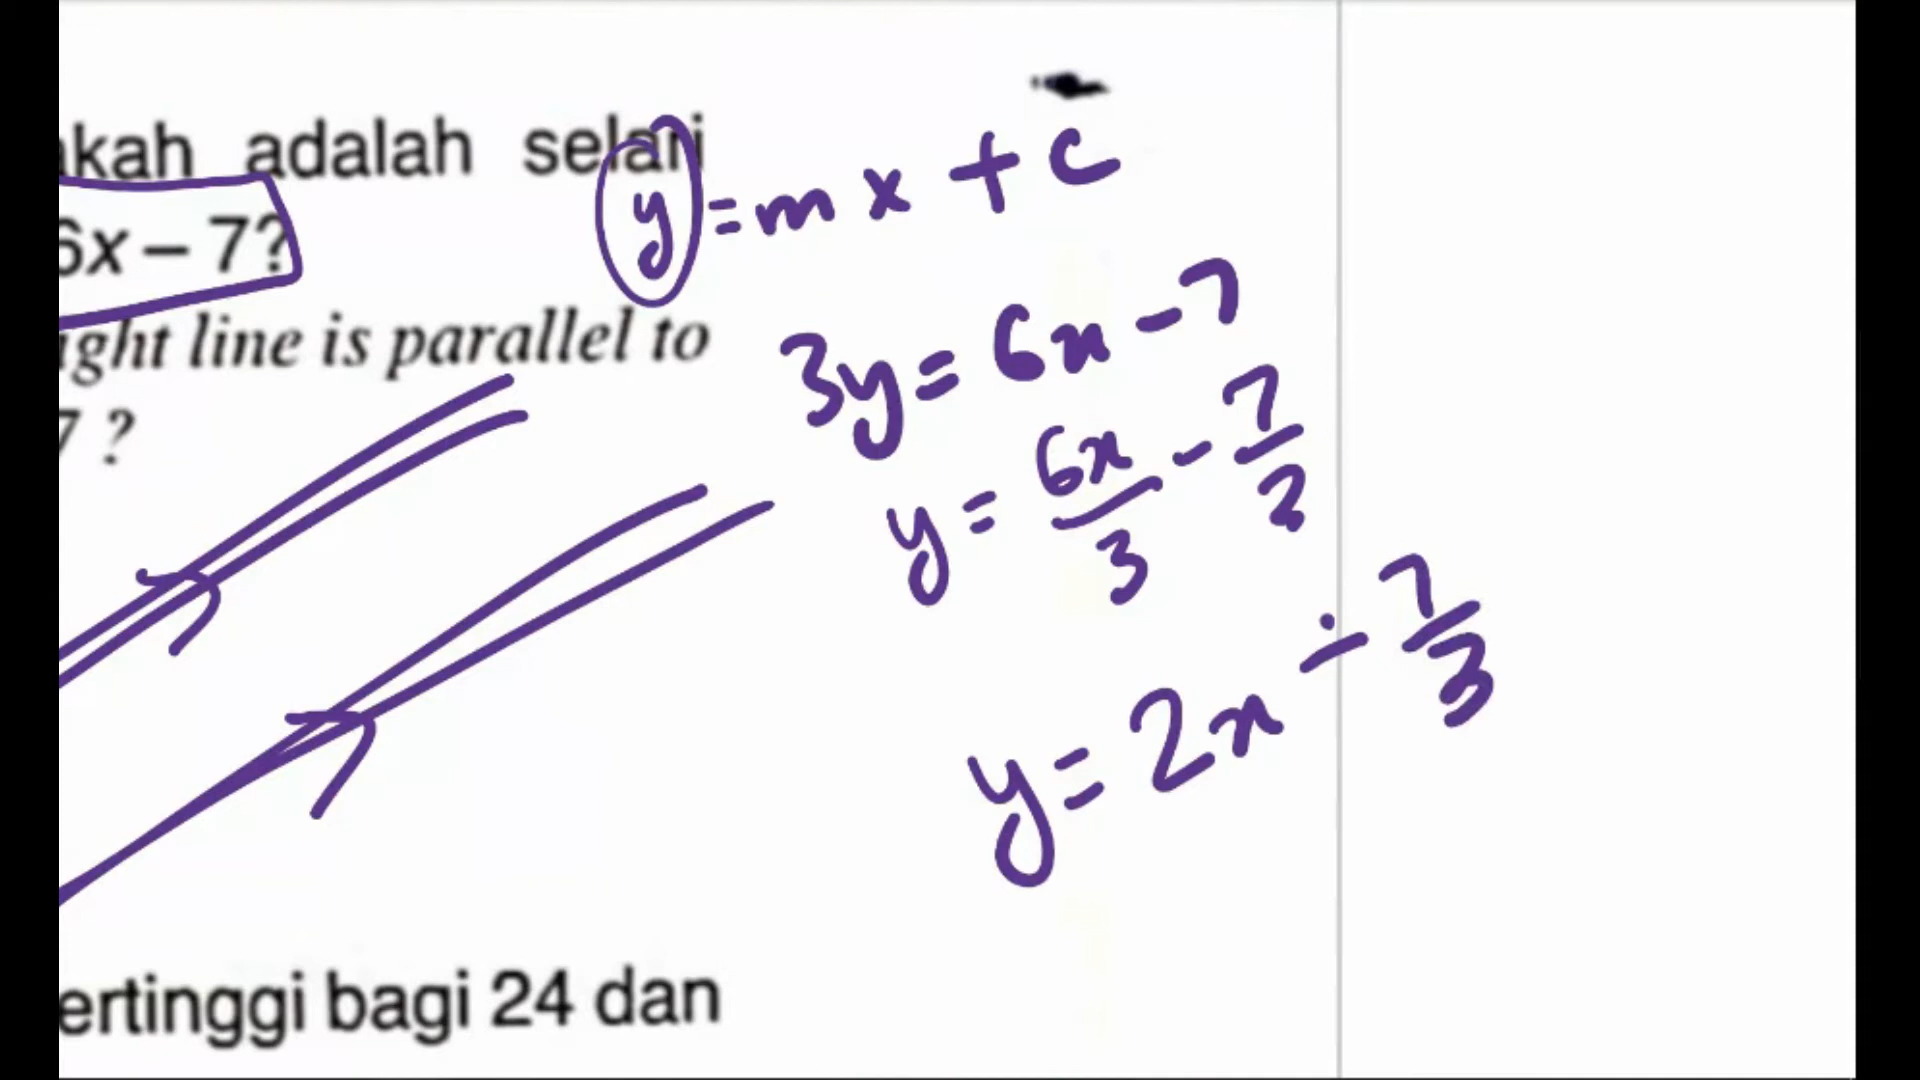 akah adalah selari
6x – 7?
ight line is parallel to
7 ?
y = mx + c
3y = 6x - 7
y = 6x/3 - 7/3
y = 2x - 7/3
ertinggi bagi 24 dan